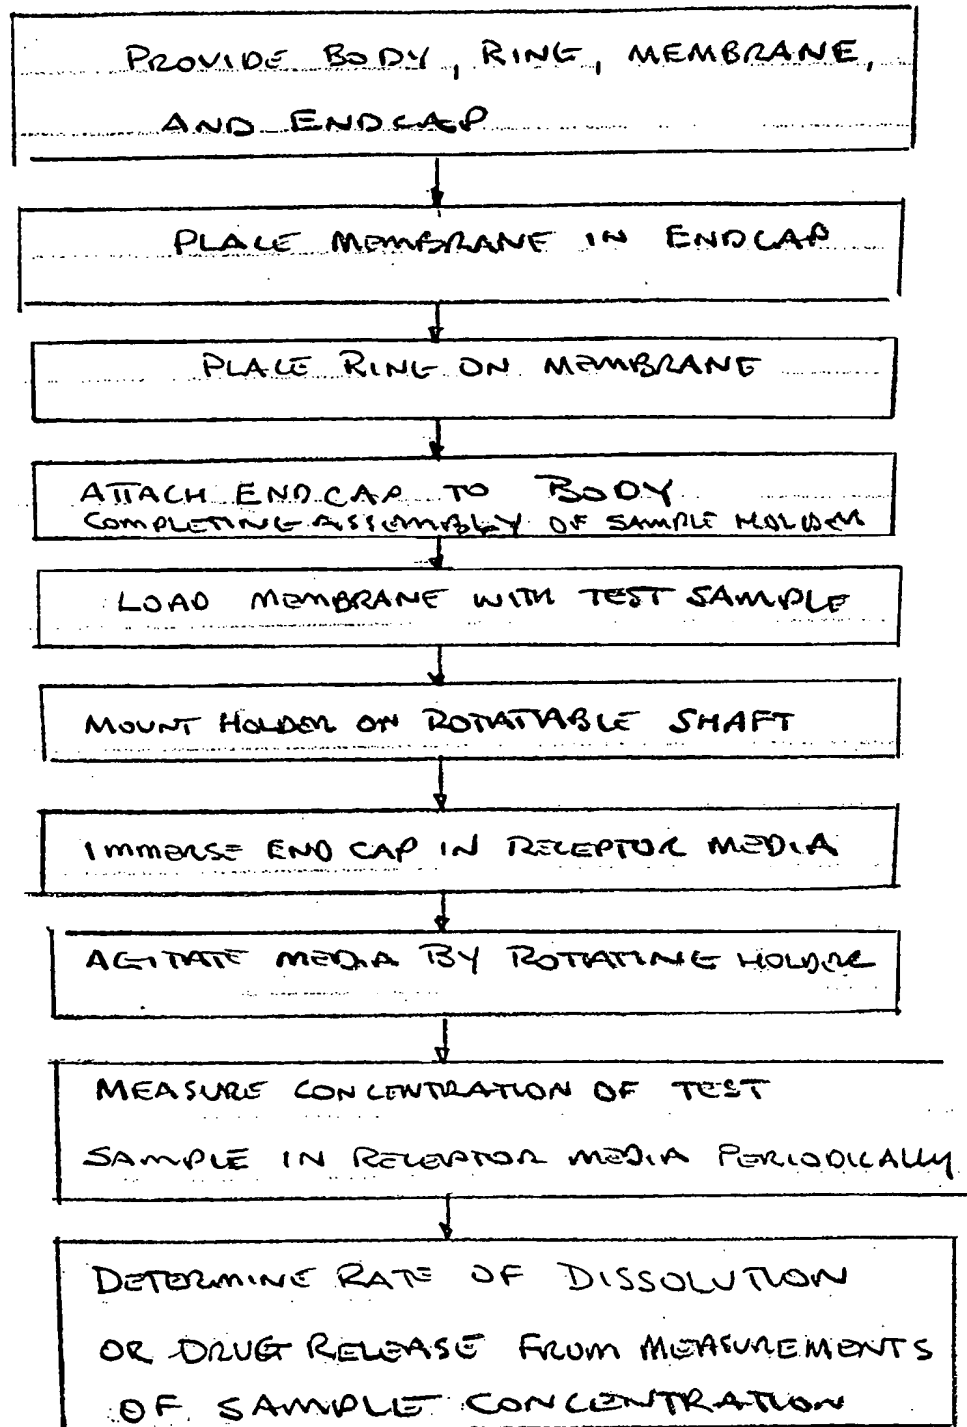 PROVIDE BODY, RING, MEMBRANE,
AND ENDCAP
PLACE MEMBRANE IN ENDCAP
PLACE RING ON MEMBRANE
ATTACH ENDCAP TO BODY
COMPLETING ASSEMBLY OF SAMPLE HOLDER
LOAD MEMBRANE WITH TEST SAMPLE
MOUNT HOLDER ON ROTATABLE SHAFT
IMMERSE END CAP IN RECEPTOR MEDIA
AGITATE MEDIA BY ROTATING HOLDER
MEASURE CONCENTRATION OF TEST
SAMPLE IN RECEPTOR MEDIA PERIODICALLY
DETERMINE RATE OF DISSOLUTION
OR DRUG RELEASE FROM MEASUREMENTS
OF SAMPLE CONCENTRATION